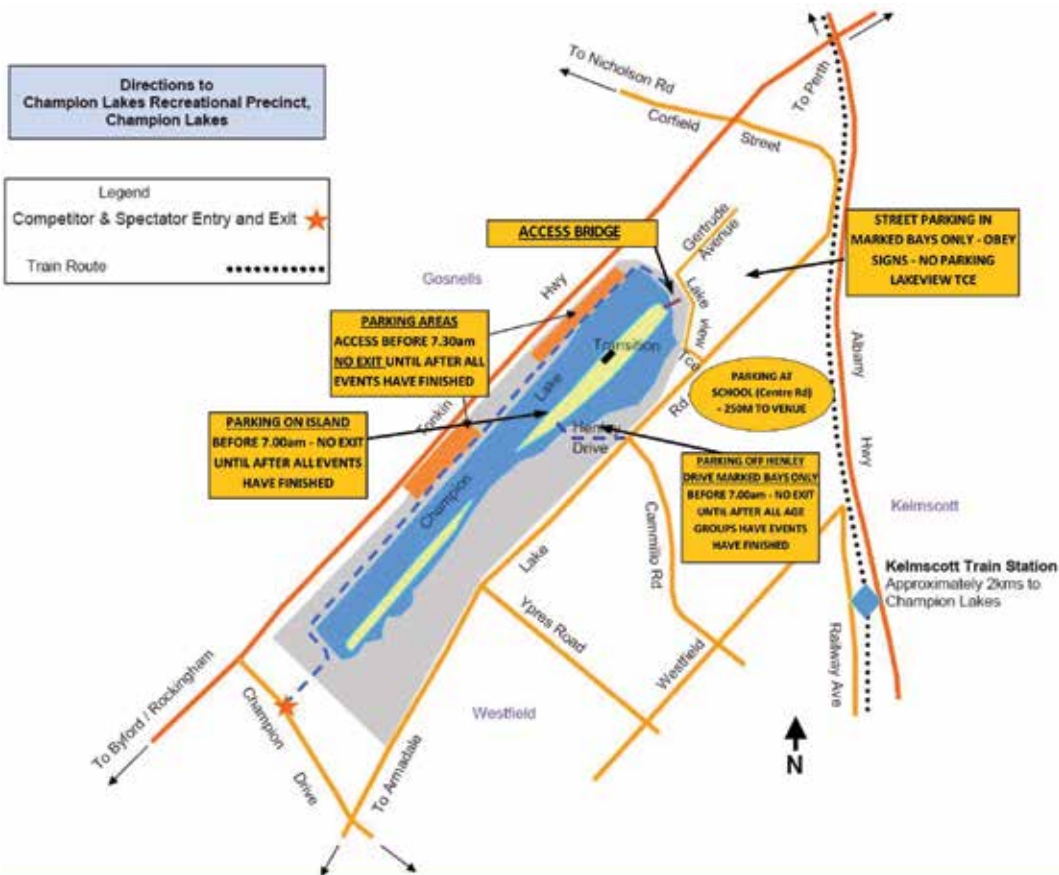 Directions to
Champion Lakes Recreational Precinct,
Champion Lakes
Legend
Competitor & Spectator Entry and Exit
Train Route
To Nicholson Rd
Corfield
Street
To Perth
ACCESS BRIDGE
Gertrude
Avenue
STREET PARKING IN
MARKED BAYS ONLY - OBEY
SIGNS - NO PARKING
LAKEVIEW TCE
Gosnells
Hwy
Tonkin
PARKING AREAS
ACCESS BEFORE 7.30am
NO EXIT UNTIL AFTER ALL
EVENTS HAVE FINISHED
Lake
view
Tce
Transition
Lake
Champion
PARKING AT
SCHOOL (Centre Rd)
- 250M TO VENUE
Albany
Hwy
PARKING ON ISLAND
BEFORE 7.00am - NO EXIT
UNTIL AFTER ALL EVENTS
HAVE FINISHED
Henley
Drive
Rd
Lake
PARKING OFF HENLEY
DRIVE MARKED BAYS ONLY
BEFORE 7.00am - NO EXIT
UNTIL AFTER ALL AGE
GROUPS HAVE EVENTS
HAVE FINISHED
Cammillo Rd
Kelmscott
Kelmscott Train Station
Approximately 2kms to
Champion Lakes
Ypres Road
Westfield
Railway Ave
Westfield
To Byford / Rockingham
Champion
Drive
To Armadale
N